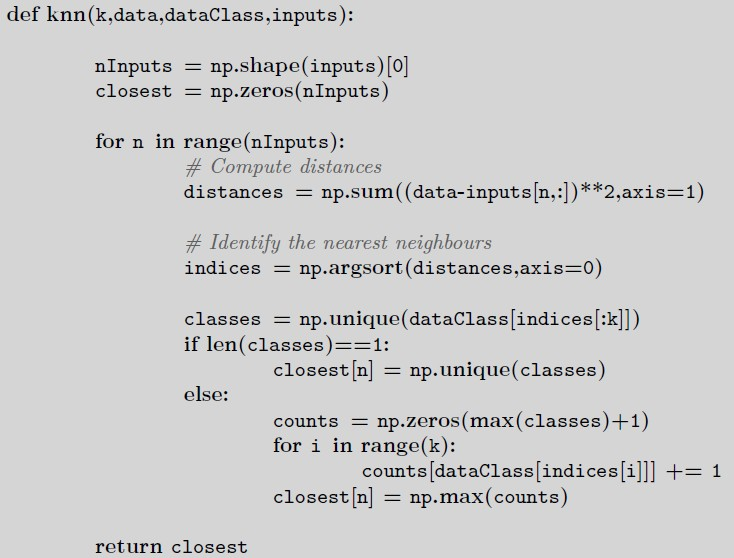 def knn(k,data,dataClass,inputs):
nInputs = np.shape(inputs)[0]
closest = np.zeros(nInputs)
for n in range(nInputs):
# Compute distances
distances = np.sum((data-inputs[n,:])**2,axis=1)
# Identify the nearest neighbours
indices = np.argsort(distances,axis=0)
classes = np.unique(dataClass[indices[:k]])
if len(classes)==1:
closest[n] = np.unique(classes)
else:
counts = np.zeros(max(classes)+1)
for i in range(k):
counts[dataClass[indices[i]]] += 1
closest[n] = np.max(counts)
return closest